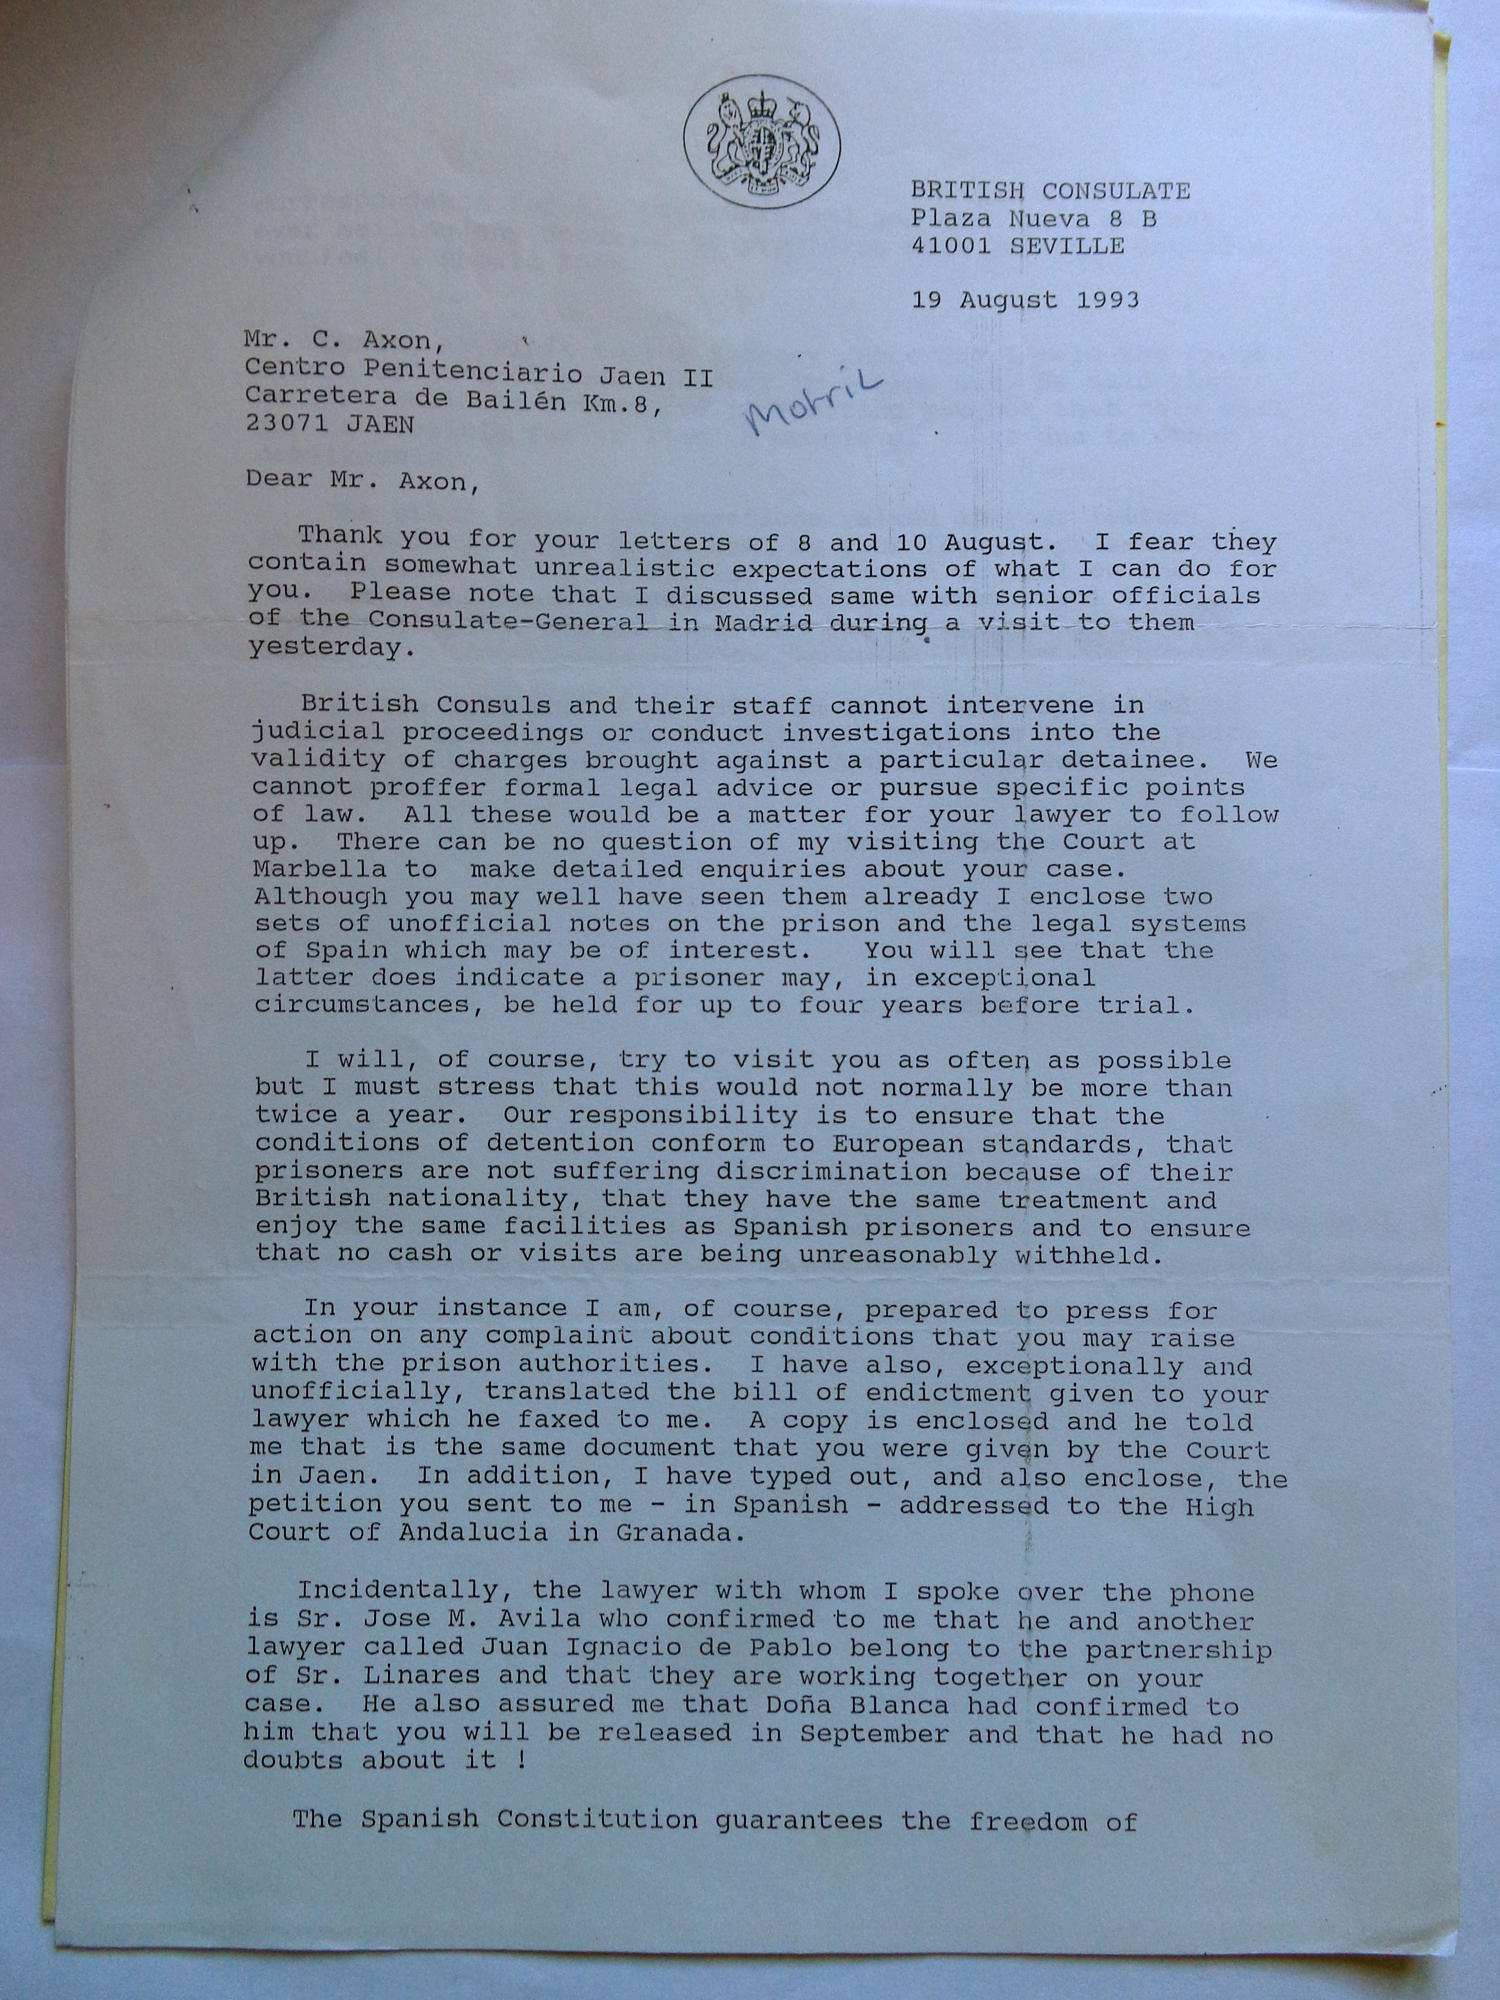 BRITISH CONSULATE
Plaza Nueva 8 B
41001 SEVILLE
19 August 1993
Mr. C. Axon,
Centro Penitenciario Jaen II
Carretera de Bailén Km.8,
23071 JAEN
Motril
Dear Mr. Axon,
Thank you for your letters of 8 and 10 August. I fear they
contain somewhat unrealistic expectations of what I can do for
you. Please note that I discussed same with senior officials
of the Consulate-General in Madrid during a visit to them
yesterday.
British Consuls and their staff cannot intervene in
judicial proceedings or conduct investigations into the
validity of charges brought against a particular detainee. We
cannot proffer formal legal advice or pursue specific points
of law. All these would be a matter for your lawyer to follow
up. There can be no question of my visiting the Court at
Marbella to make detailed enquiries about your case.
Although you may well have seen them already I enclose two
sets of unofficial notes on the prison and the legal systems
of Spain which may be of interest. You will see that the
latter does indicate a prisoner may, in exceptional
circumstances, be held for up to four years before trial.
I will, of course, try to visit you as often as possible
but I must stress that this would not normally be more than
twice a year. Our responsibility is to ensure that the
conditions of detention conform to European standards, that
prisoners are not suffering discrimination because of their
British nationality, that they have the same treatment and
enjoy the same facilities as Spanish prisoners and to ensure
that no cash or visits are being unreasonably withheld.
In your instance I am, of course, prepared to press for
action on any complaint about conditions that you may raise
with the prison authorities. I have also, exceptionally and
unofficially, translated the bill of endictment given to your
lawyer which he faxed to me. A copy is enclosed and he told
me that is the same document that you were given by the Court
in Jaen. In addition, I have typed out, and also enclose, the
petition you sent to me - in Spanish - addressed to the High
Court of Andalucia in Granada.
Incidentally, the lawyer with whom I spoke over the phone
is Sr. Jose M. Avila who confirmed to me that he and another
lawyer called Juan Ignacio de Pablo belong to the partnership
of Sr. Linares and that they are working together on your
case. He also assured me that Doña Blanca had confirmed to
him that you will be released in September and that he had no
doubts about it !
The Spanish Constitution guarantees the freedom of